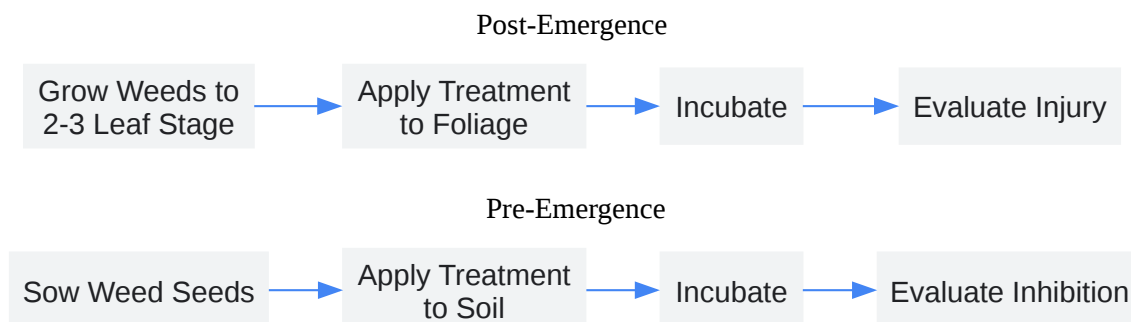 Post-Emergence
Grow Weeds to
2-3 Leaf Stage
Apply Treatment
to Foliage
Incubate
Evaluate Injury
Pre-Emergence
Sow Weed Seeds
Apply Treatment
to Soil
Incubate
Evaluate Inhibition